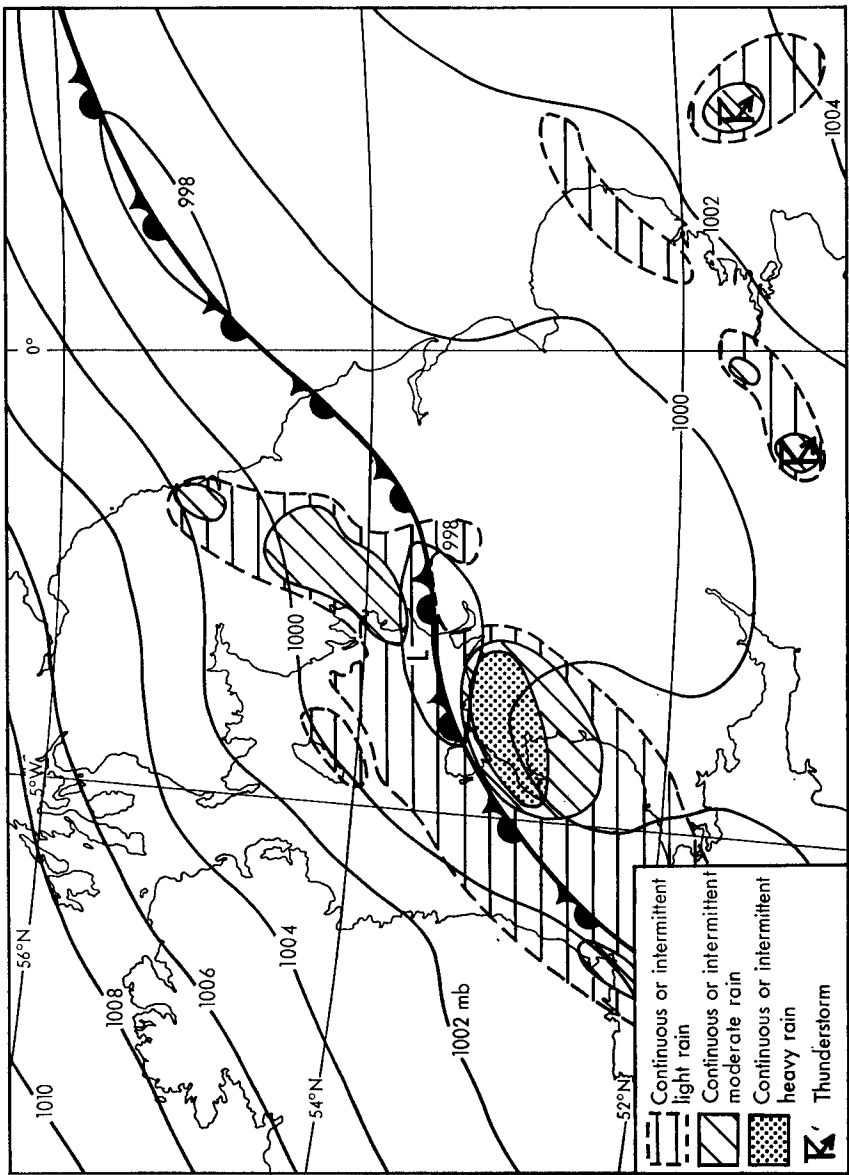 1010
56°N
5°W
0°
1008
998
1006
1004
1000
54°N
L
998
1002 mb
52°N
1000
1002
1004
Continuous or intermittent
light rain
Continuous or intermittent
moderate rain
Continuous or intermittent
heavy rain
Thunderstorm